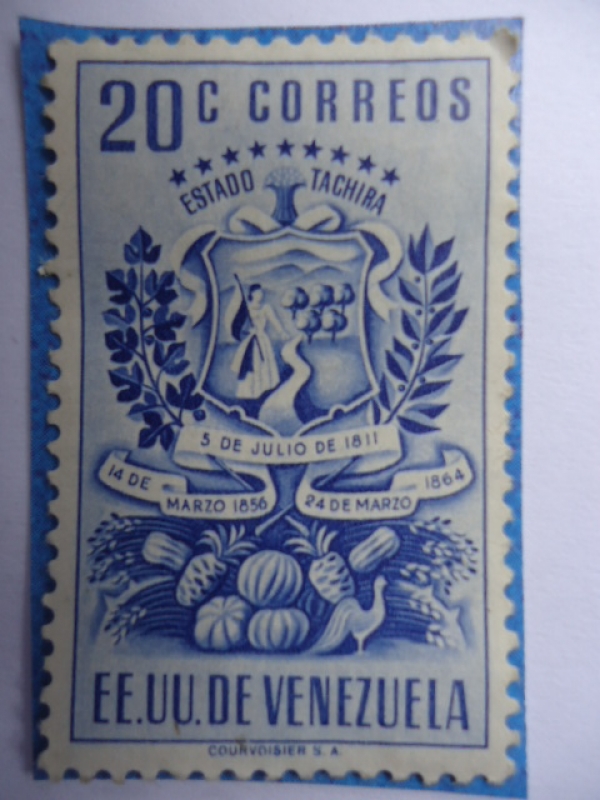 20 C CORREOS
ESTADO TACHIRA
5 DE JULIO DE 1811
14 DE MARZO 1856
24 DE MARZO 1864
EE.UU. DE VENEZUELA
COURVOISIER S. A.